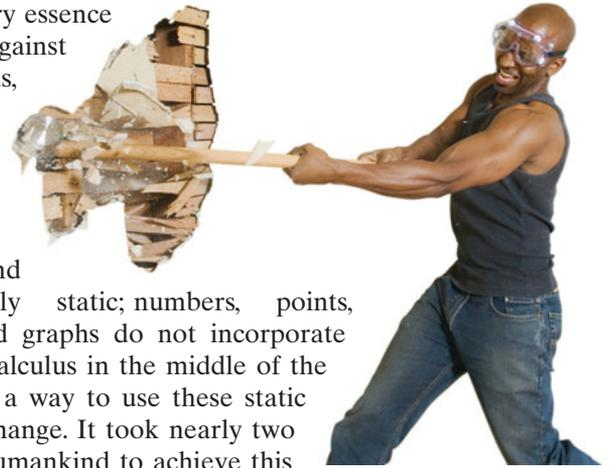 ry essence
gainst
s,
nd
ly static; numbers, points,
d graphs do not incorporate
alculus in the middle of the
a way to use these static
hange. It took nearly two
umankind to achieve this